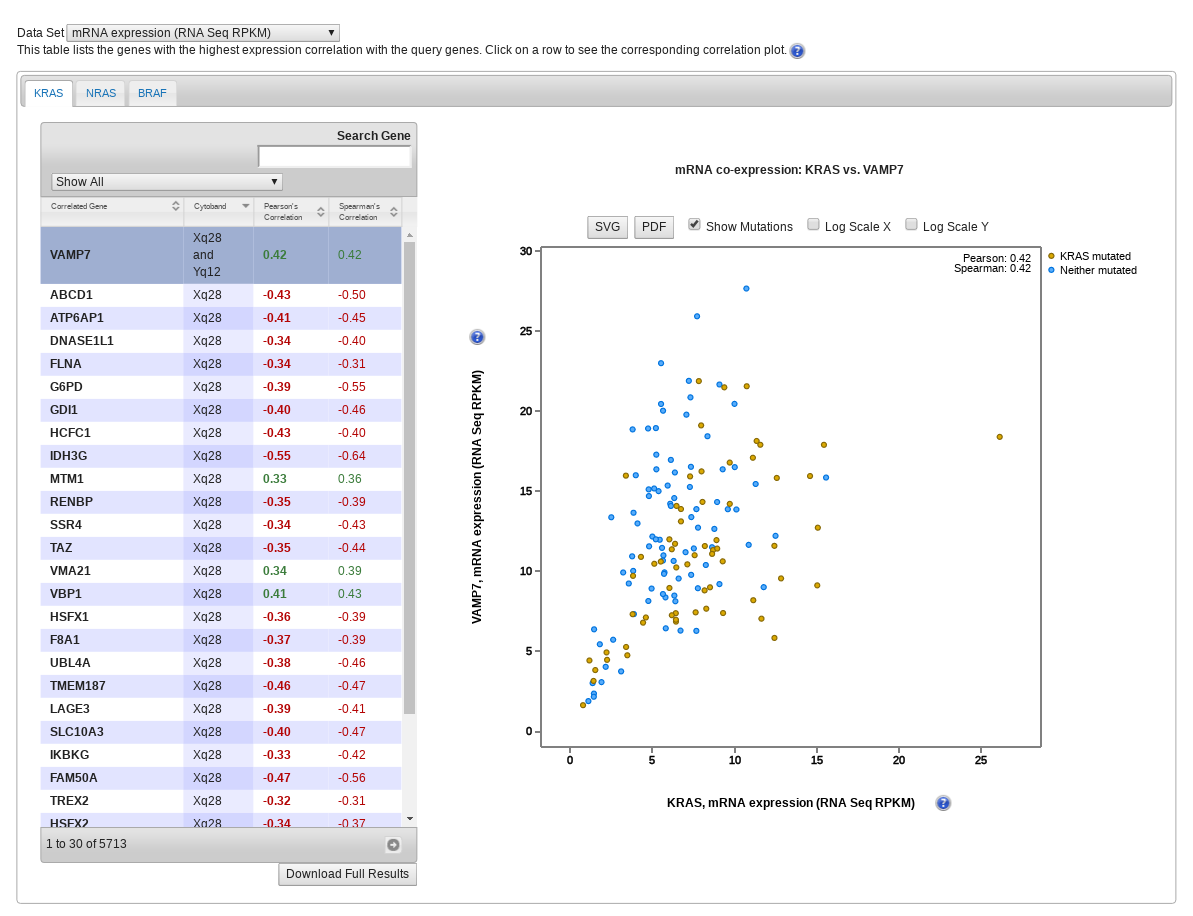 Data Set mRNA expression (RNA Seq RPKM)
This table lists the genes with the highest expression correlation with the query genes. Click on a row to see the corresponding correlation plot.
KRAS NRAS BRAF
Search Gene
Show All
Correlated Gene Cytoband Pearson's Correlation Spearman's Correlation
VAMP7 Xq28 and Yq12 0.42 0.42
ABCD1 Xq28 -0.43 -0.50
ATP6AP1 Xq28 -0.41 -0.45
DNASE1L1 Xq28 -0.34 -0.40
FLNA Xq28 -0.34 -0.31
G6PD Xq28 -0.39 -0.55
GDI1 Xq28 -0.40 -0.46
HCFC1 Xq28 -0.43 -0.40
IDH3G Xq28 -0.55 -0.64
MTM1 Xq28 0.33 0.36
RENBP Xq28 -0.35 -0.39
SSR4 Xq28 -0.34 -0.43
TAZ Xq28 -0.35 -0.44
VMA21 Xq28 0.34 0.39
VBP1 Xq28 0.41 0.43
HSFX1 Xq28 -0.36 -0.39
F8A1 Xq28 -0.37 -0.39
UBL4A Xq28 -0.38 -0.46
TMEM187 Xq28 -0.46 -0.47
LAGE3 Xq28 -0.39 -0.41
SLC10A3 Xq28 -0.40 -0.47
IKBKG Xq28 -0.33 -0.42
FAM50A Xq28 -0.47 -0.56
TREX2 Xq28 -0.32 -0.31
HSFX2 Xq28 -0.34 -0.37
1 to 30 of 5713
Download Full Results
mRNA co-expression: KRAS vs. VAMP7
SVG PDF Show Mutations Log Scale X Log Scale Y
Pearson: 0.42
Spearman: 0.42
KRAS mutated
Neither mutated
VAMP7, mRNA expression (RNA Seq RPKM)
30
25
20
15
10
5
0
0 5 10 15 20 25
KRAS, mRNA expression (RNA Seq RPKM)